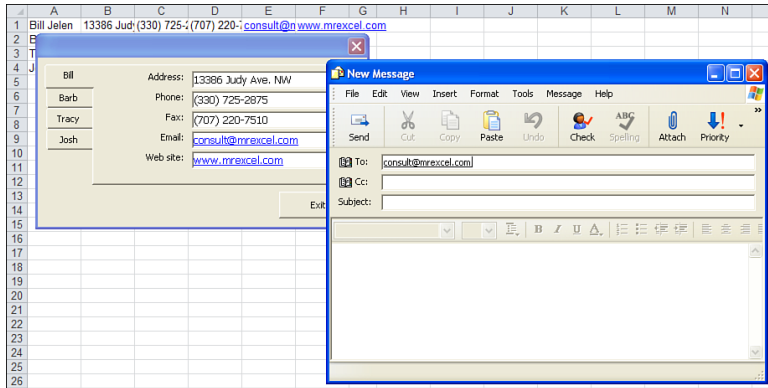 A B C D E F G H I J K L M N
1 Bill Jelen 13386 Judy (330) 725-2 (707) 220-7 consult@n www.mrexcel.com
2 B
3 T
4 J
5
6
7
8
9
10
11
12
13
14
15
16
17
18
19
20
21
22
23
24
25
26
Bill
Barb
Tracy
Josh
Address: 13386 Judy Ave. NW
Phone: (330) 725-2875
Fax: (707) 220-7510
Email: consult@mrexcel.com
Web site: www.mrexcel.com
Exit
New Message
File Edit View Insert Format Tools Message Help
ABC
Send Cut Copy Paste Undo Check Spelling Attach Priority
To: consult@mrexcel.com
Cc:
Subject:
B I U A